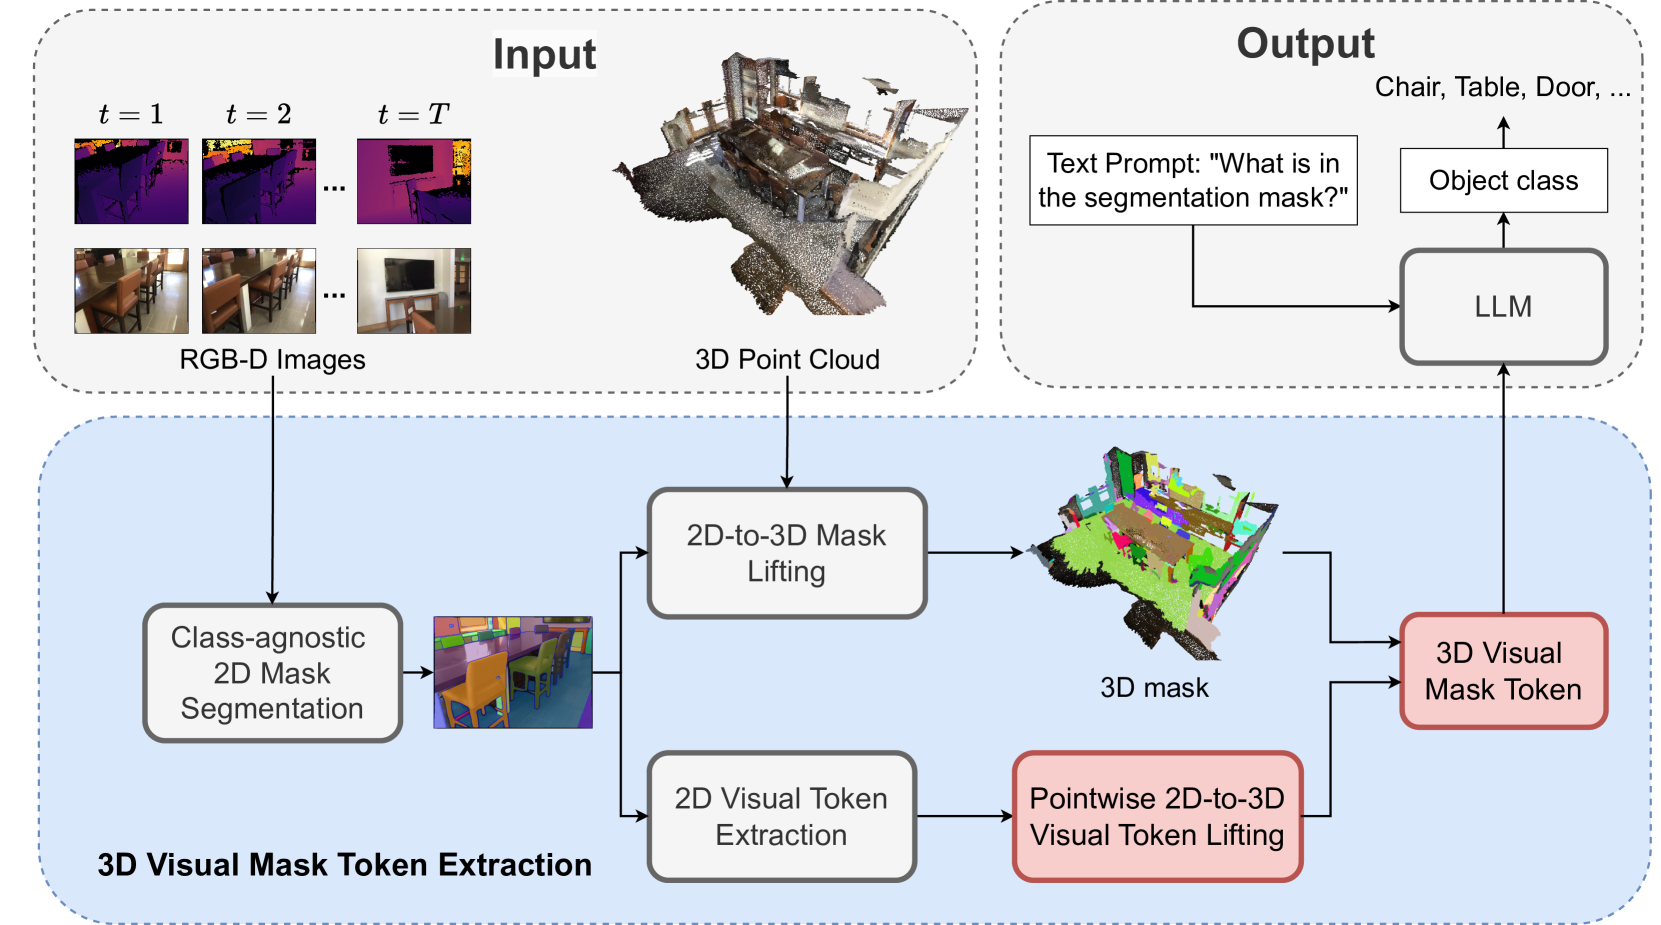 Input
t = 1
t = 2
t = T
...
...
RGB-D Images
3D Point Cloud
Output
Chair, Table, Door, ...
Text Prompt: "What is in
the segmentation mask?"
Object class
LLM
2D-to-3D Mask
Lifting
Class-agnostic
2D Mask
Segmentation
3D mask
3D Visual
Mask Token
2D Visual Token
Extraction
Pointwise 2D-to-3D
Visual Token Lifting
3D Visual Mask Token Extraction